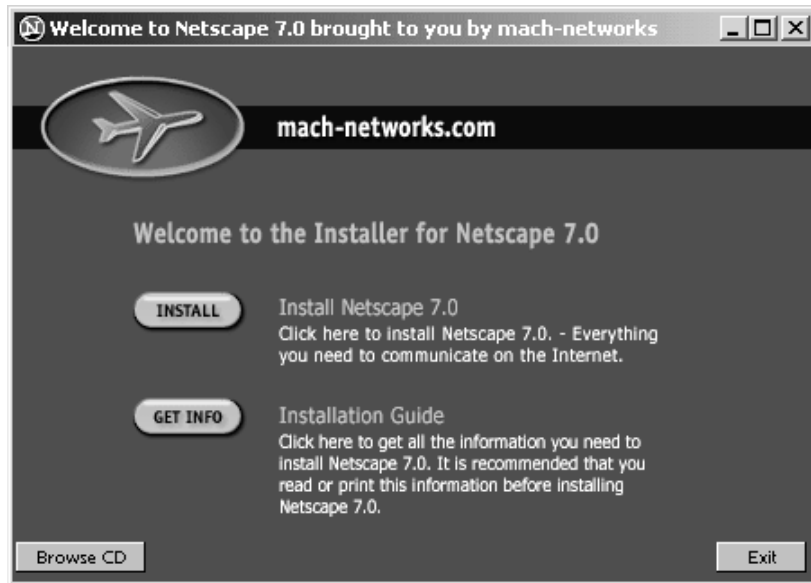 Welcome to Netscape 7.0 brought to you by mach-networks
mach-networks.com
Welcome to the Installer for Netscape 7.0
INSTALL
Install Netscape 7.0
Click here to install Netscape 7.0. - Everything
you need to communicate on the Internet.
GET INFO
Installation Guide
Click here to get all the information you need to
install Netscape 7.0. It is recommended that you
read or print this information before installing
Netscape 7.0.
Browse CD
Exit